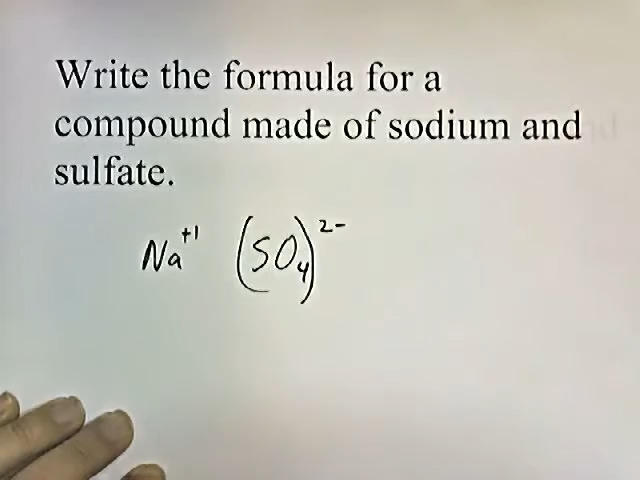 Write the formula for a
compound made of sodium and
sulfate.
Na⁺¹ (SO₄)²⁻